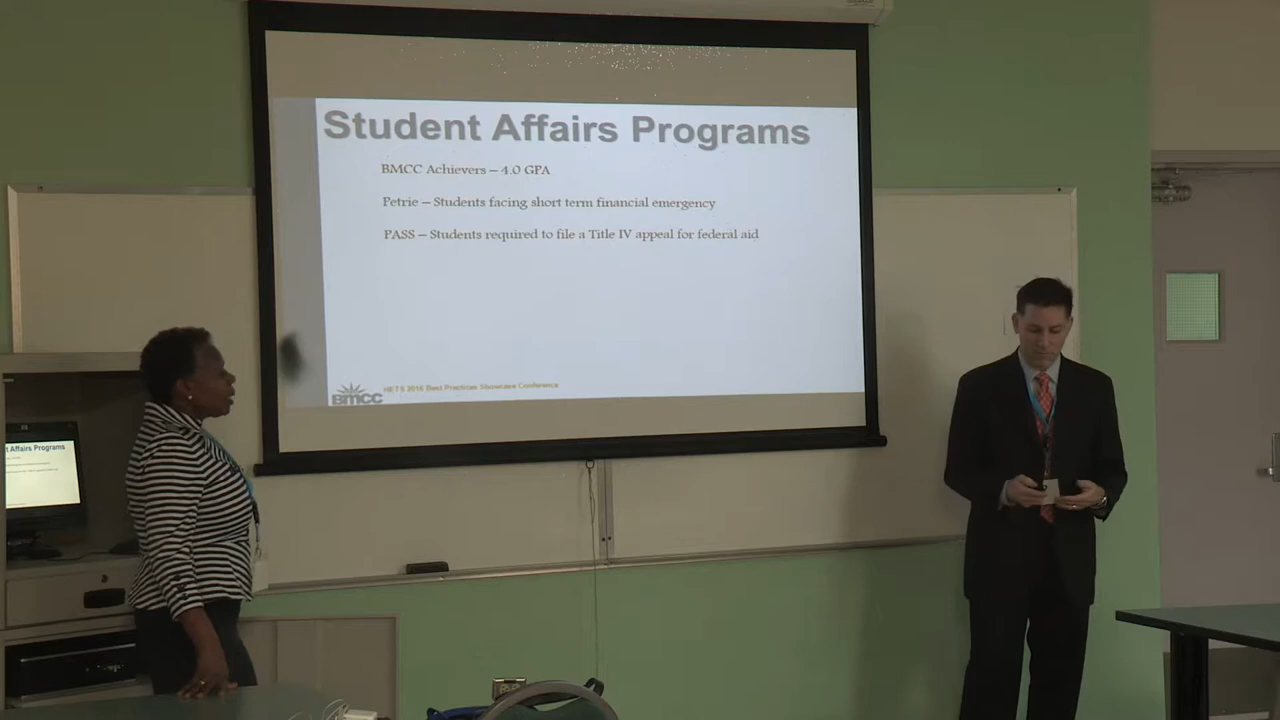 Student Affairs Programs
BMCC Achievers – 4.0 GPA
Petrie – Students facing short term financial emergency
PASS – Students required to file a Title IV appeal for federal aid
BMCC
HETS 2016 Best Practices Showcase Conference
t Affairs Programs